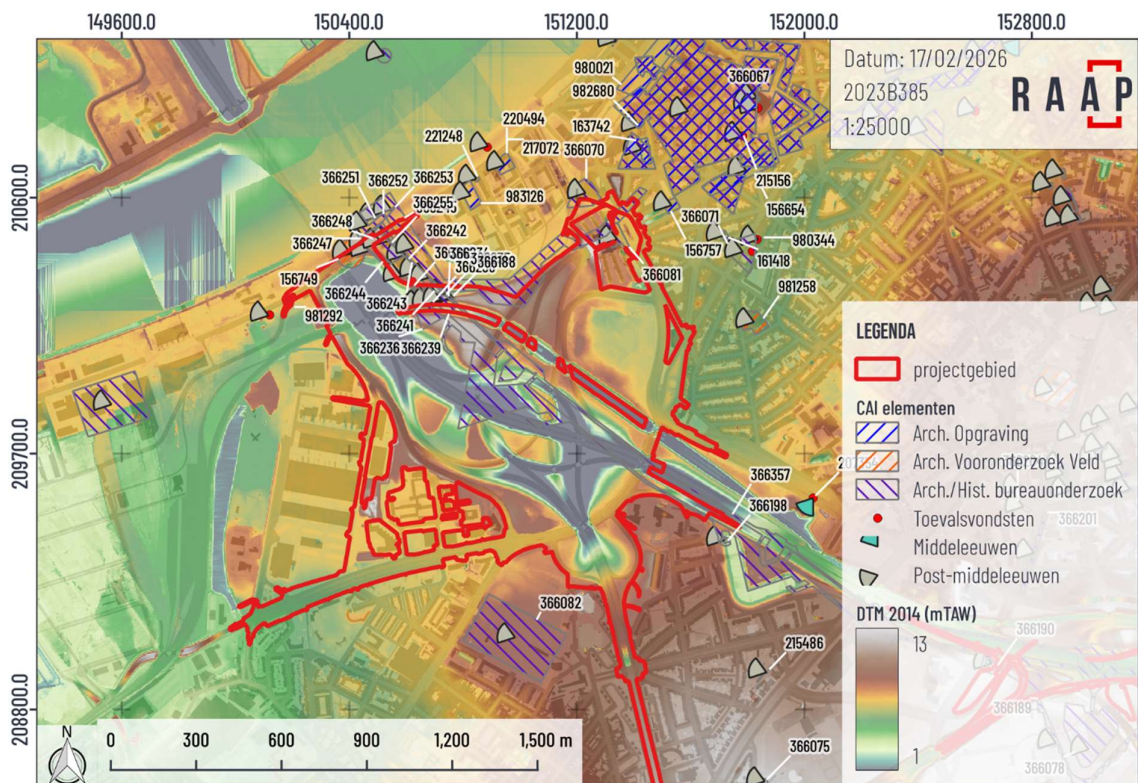 149600.0 150400.0 151200.0 152000.0 152800.0
Datum: 17/02/2026
2023B385
1:25000
RAAP
980021
982680
366067
220494
163742
221248
217072
366070
366251
366252
366253
983126
215156
210600.0
366255
156654
366248
366071
366242
980344
366247
156757
161418
366188
156749
366081
366244
366243
981258
981292
366241
366236
366239
LEGENDA
projectgebied
CAI elementen
Arch. Opgraving
209700.0
Arch. Vooronderzoek Veld
366357
Arch./Hist. bureauonderzoek
366198
Toevalsvondsten
366201
Middeleeuwen
Post-middeleeuwen
366082
DTM 2014 (mTAW)
13
366190
215486
208800.0
366189
N
0 300 600 900 1,200 1,500 m
1
366075
366078